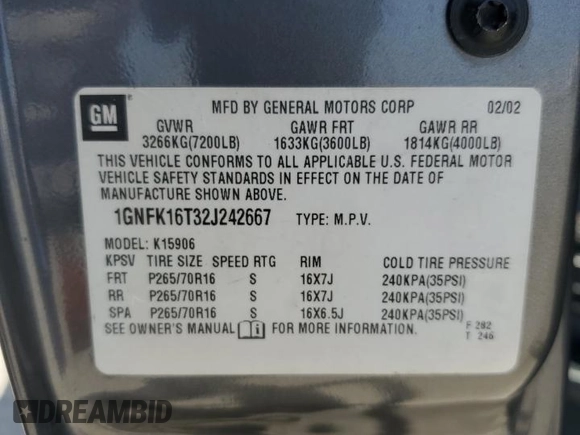 GM
MFD BY GENERAL MOTORS CORP 02/02
GVWR GAWR FRT GAWR RR
3266KG(7200LB) 1633KG(3600LB) 1814KG(4000LB)
THIS VEHICLE CONFORMS TO ALL APPLICABLE U.S. FEDERAL MOTOR
VEHICLE SAFETY STANDARDS IN EFFECT ON THE DATE OF
MANUFACTURE SHOWN ABOVE.
1GNFK16T32J242667 TYPE: M.P.V.
MODEL: K15906
KPSV TIRE SIZE SPEED RTG RIM COLD TIRE PRESSURE
FRT P265/70R16 S 16X7J 240KPA(35PSI)
RR P265/70R16 S 16X7J 240KPA(35PSI)
SPA P265/70R16 S 16X6.5J 240KPA(35PSI)
SEE OWNER'S MANUAL i FOR MORE INFORMATION. F 282
T 246
DREAMBID